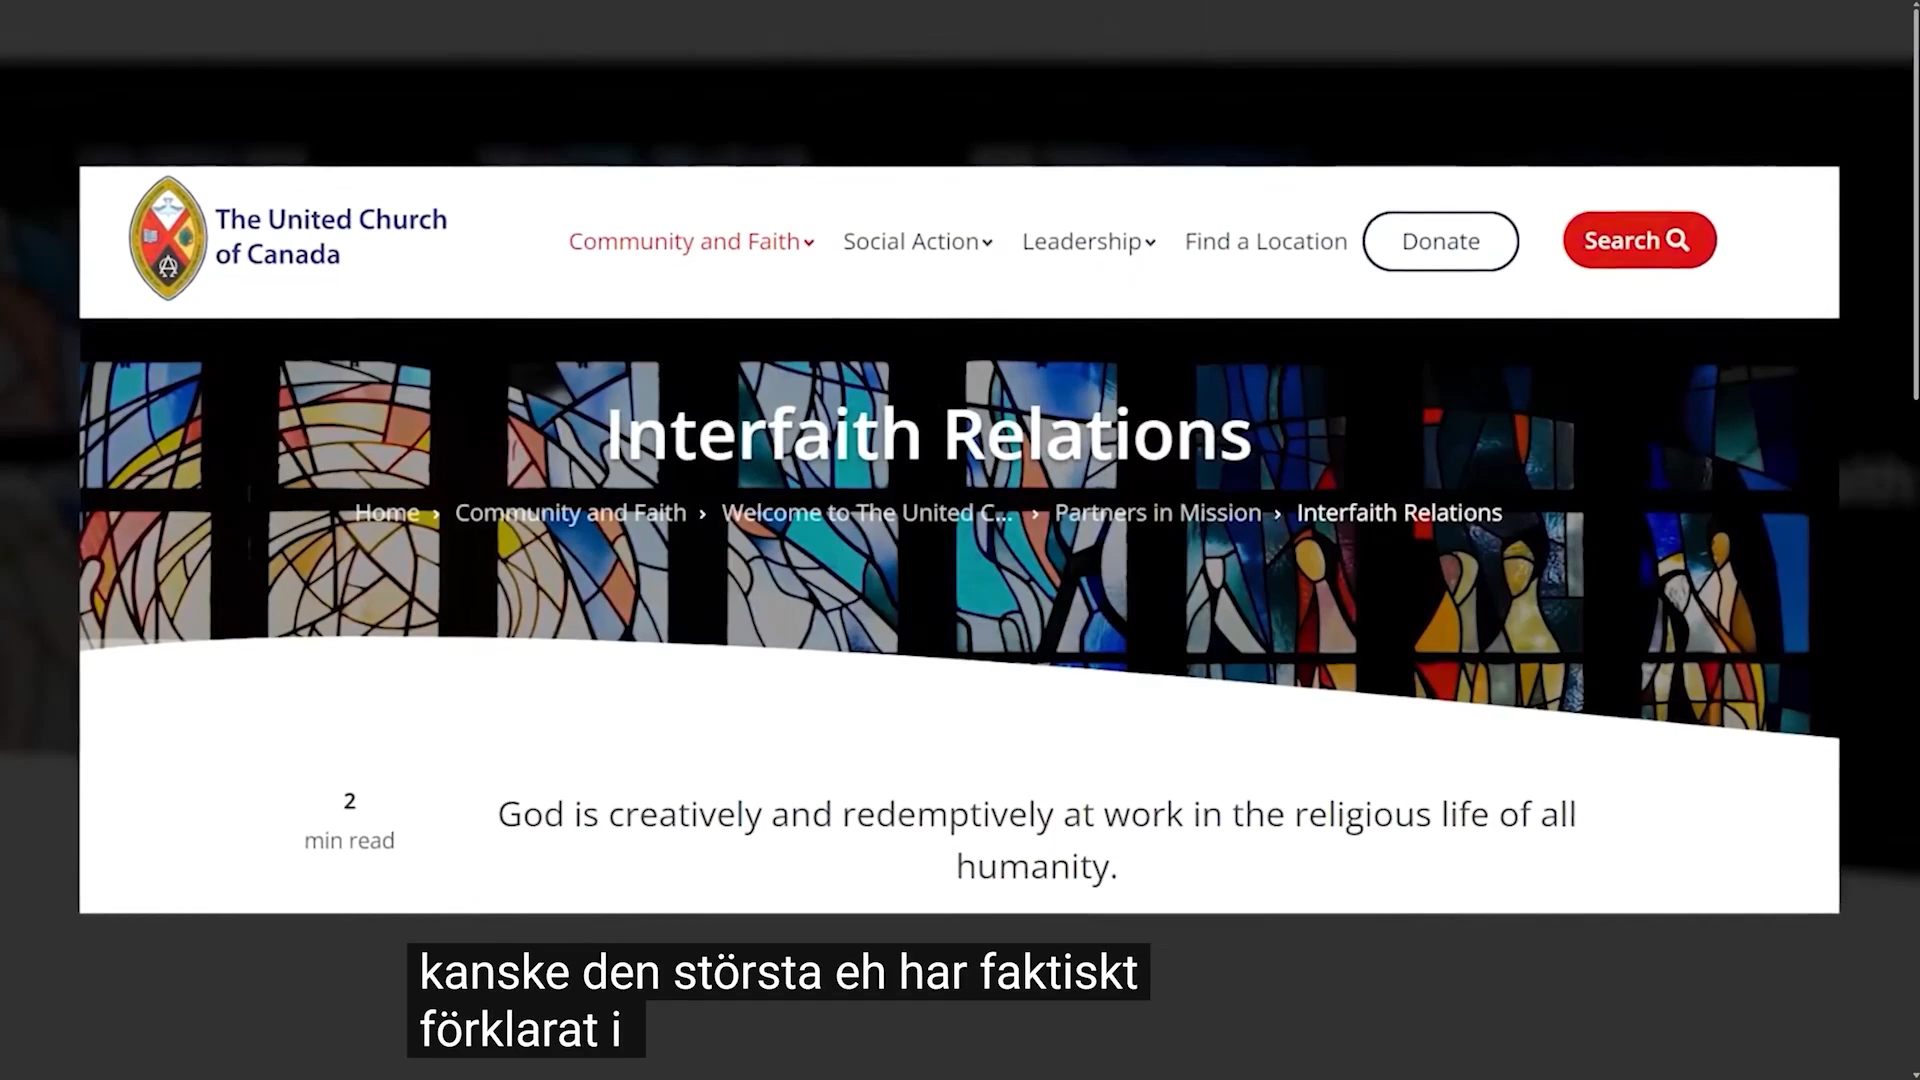 The United Church
of Canada
Community and Faith
Social Action
Leadership
Find a Location
Donate
Search
Interfaith Relations
Home › Community and Faith › Welcome to The United C... › Partners in Mission › Interfaith Relations
2
min read
God is creatively and redemptively at work in the religious life of all
humanity.
kanske den största eh har faktiskt
förklarat i